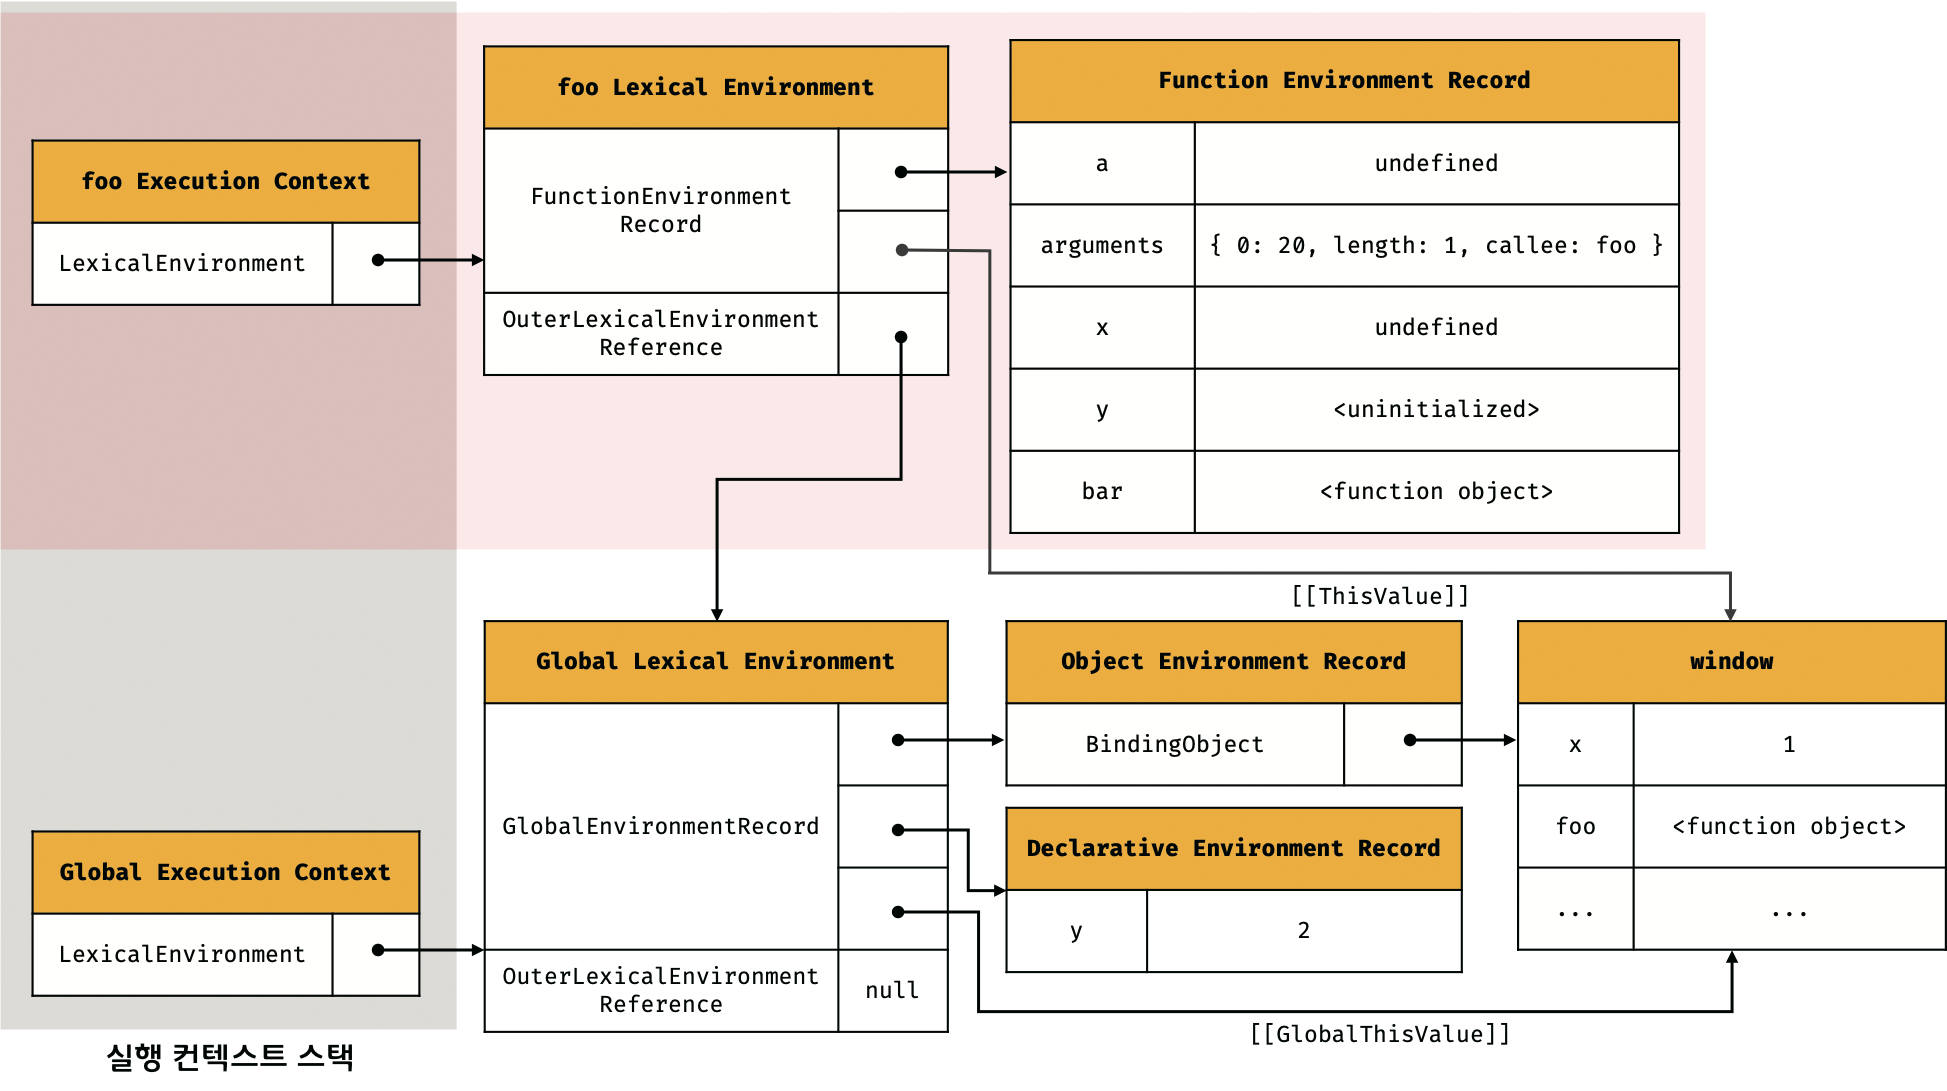 foo Execution Context
LexicalEnvironment
foo Lexical Environment
FunctionEnvironment
Record
OuterLexicalEnvironment
Reference
Function Environment Record
a undefined
arguments { 0: 20, length: 1, callee: foo }
x undefined
y <uninitialized>
bar <function object>
[[ThisValue]]
Global Execution Context
LexicalEnvironment
Global Lexical Environment
GlobalEnvironmentRecord
OuterLexicalEnvironment
Reference
null
Object Environment Record
BindingObject
Declarative Environment Record
y 2
window
x 1
foo <function object>
... ...
[[GlobalThisValue]]
실행 컨텍스트 스택